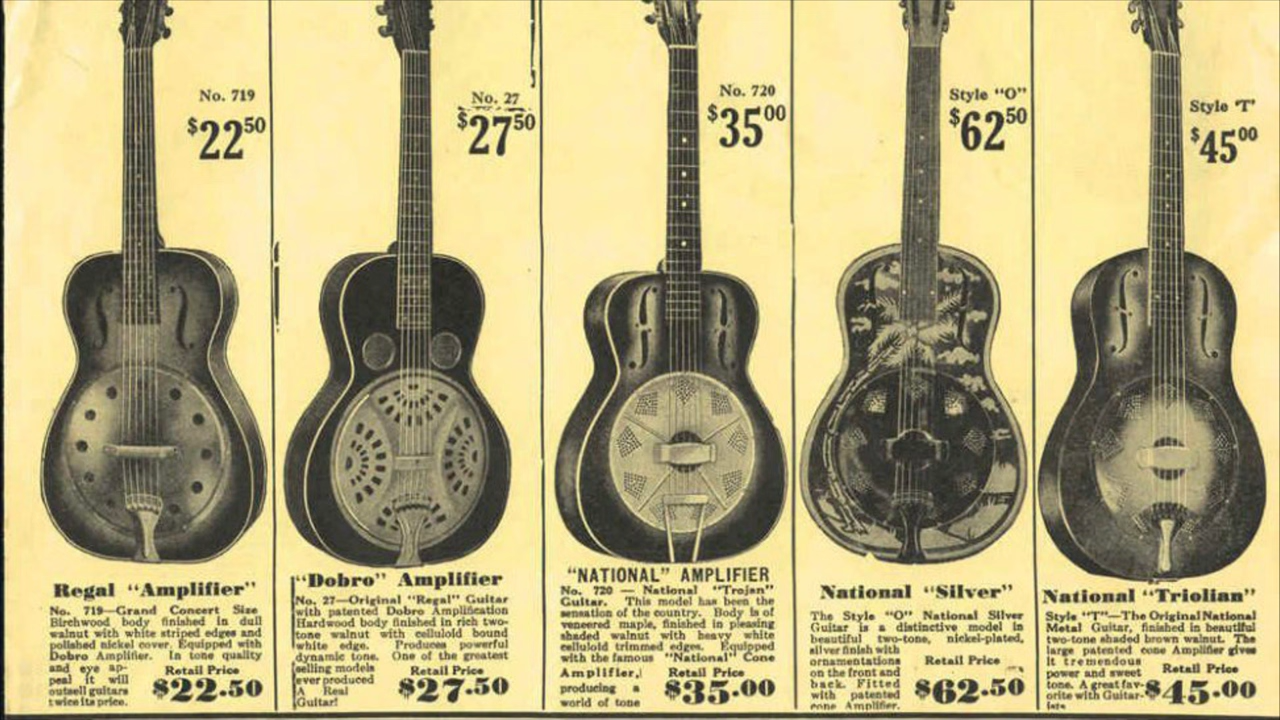 No. 719
$22.50
Regal "Amplifier"
No. 719—Grand Concert Size
Birchwood body finished in dull
walnut with white striped edges and
polished nickel cover. Equipped with
Dobro Amplifier. In tone quality
and eye ap-
peal it will
outsell guitars
twice its price.
Retail Price
$22.50
No. 27
$27.50
"Dobro" Amplifier
No. 27—Original "Regal" Guitar
with patented Dobro Amplification
Hardwood body finished in rich two-
tone walnut with celluloid bound
white edge. Produces powerful
dynamic tone. One of the greatest
selling models
ever produced
A Real
Guitar!
Retail Price
$27.50
No. 720
$35.00
"NATIONAL" AMPLIFIER
No. 720 — National "Trojan"
Guitar. This model has been the
sensation of the country. Body is of
veneered maple, finished in pleasing
shaded walnut with heavy white
celluloid trimmed edges. Equipped
with the famous "National" Cone
Amplifier,
producing a
world of tone
Retail Price
$35.00
Style "O"
$62.50
National "Silver"
The Style "O" National Silver
Guitar is a distinctive model in
beautiful two-tone, nickel-plated,
silver finish with
ornamentations
on the front and
back. Fitted
with patented
cone Amplifier.
Retail Price
$62.50
Style 'T'
$45.00
National "Triolian"
Style "T"—The Original National
Metal Guitar, finished in beautiful
two-tone shaded brown walnut. The
large patented cone Amplifier gives
it tremendous
power and sweet
tone. A great fav-
orite with Guitar-
ists
Retail Price
$45.00